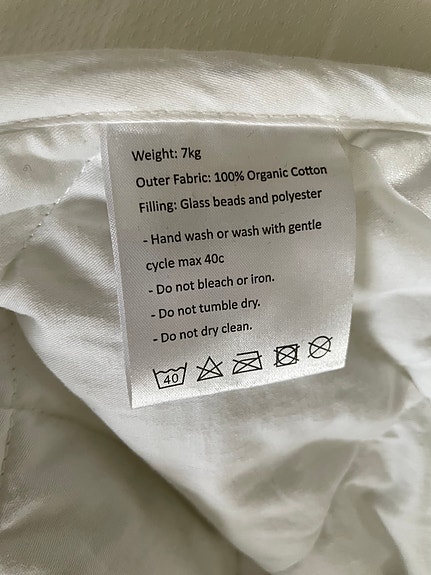 Weight: 7kg
Outer Fabric: 100% Organic Cotton
Filling: Glass beads and polyester
- Hand wash or wash with gentle
cycle max 40c
- Do not bleach or iron.
- Do not tumble dry.
- Do not dry clean.
40